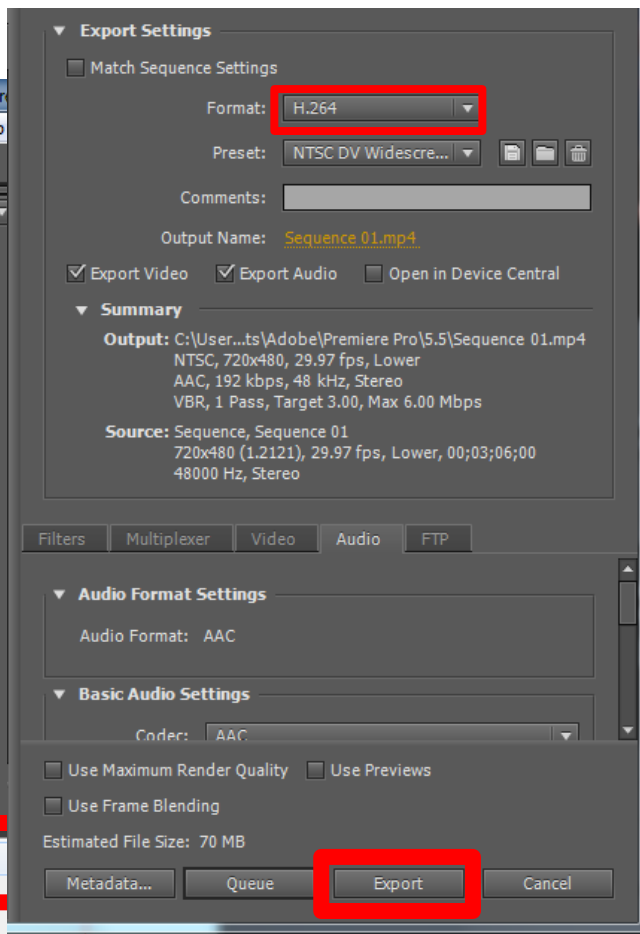 Export Settings
Match Sequence Settings
Format: H.264
Preset: NTSC DV Widescre...
Comments:
Output Name: Sequence 01.mp4
Export Video Export Audio Open in Device Central
Summary
Output: C:\User...ts\Adobe\Premiere Pro\5.5\Sequence 01.mp4
NTSC, 720x480, 29.97 fps, Lower
AAC, 192 kbps, 48 kHz, Stereo
VBR, 1 Pass, Target 3.00, Max 6.00 Mbps
Source: Sequence, Sequence 01
720x480 (1.2121), 29.97 fps, Lower, 00;03;06;00
48000 Hz, Stereo
Filters Multiplexer Video Audio FTP
Audio Format Settings
Audio Format: AAC
Basic Audio Settings
Codec: AAC
Use Maximum Render Quality Use Previews
Use Frame Blending
Estimated File Size: 70 MB
Metadata... Queue Export Cancel